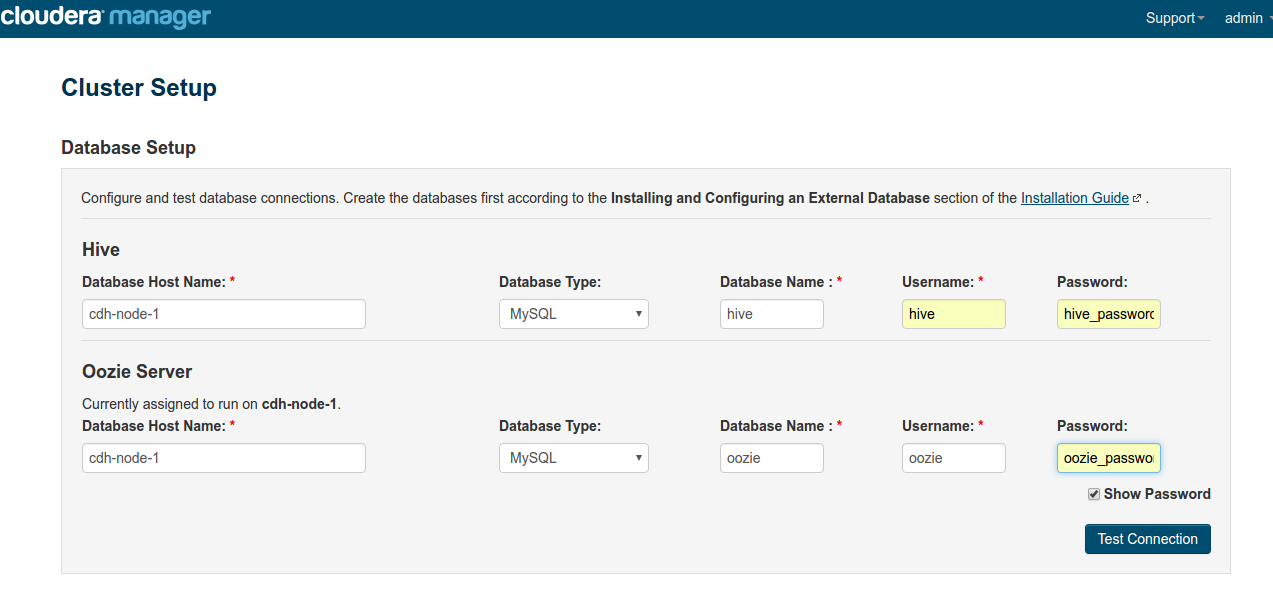 cloudera manager Support admin
Cluster Setup
Database Setup
Configure and test database connections. Create the databases first according to the Installing and Configuring an External Database section of the Installation Guide .
Hive
Database Host Name: * Database Type: Database Name : * Username: * Password:
cdh-node-1 MySQL hive hive hive_password
Oozie Server
Currently assigned to run on cdh-node-1.
Database Host Name: * Database Type: Database Name : * Username: * Password:
cdh-node-1 MySQL oozie oozie oozie_passwo
Show Password
Test Connection